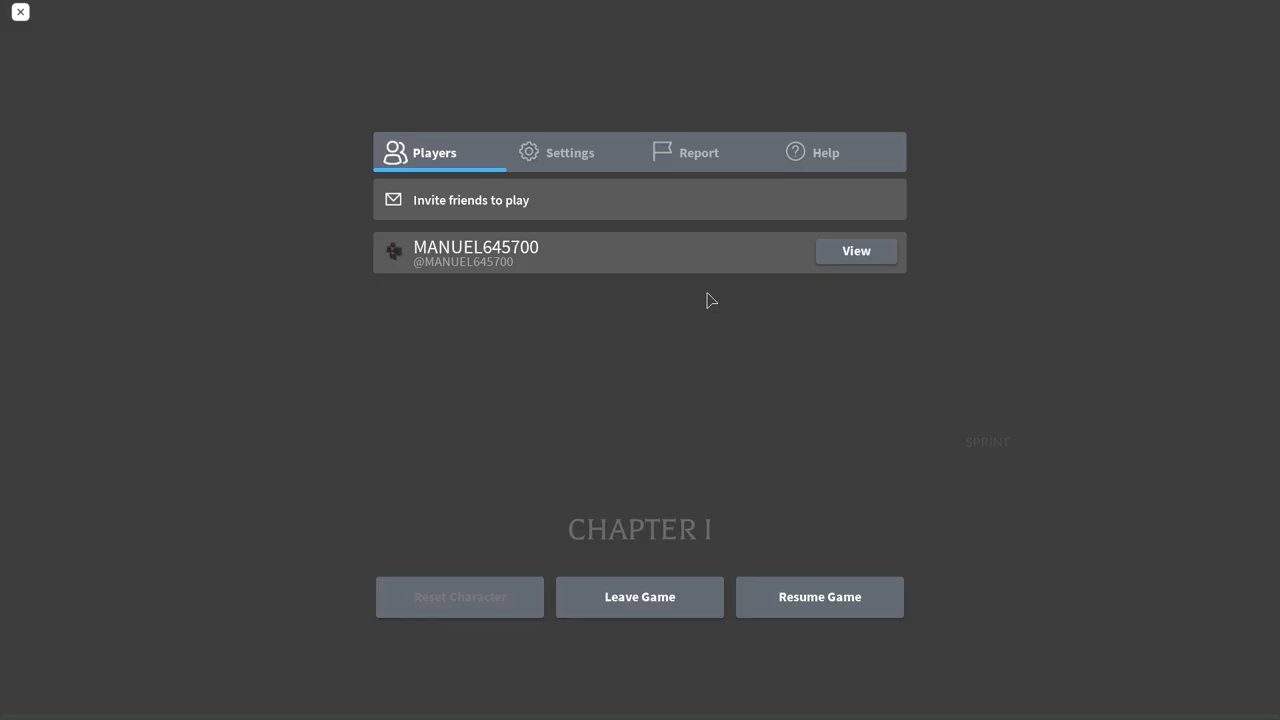 Players
Settings
Report
Help
Invite friends to play
MANUEL645700
@MANUEL645700
View
SPRINT
CHAPTER I
Reset Character
Leave Game
Resume Game